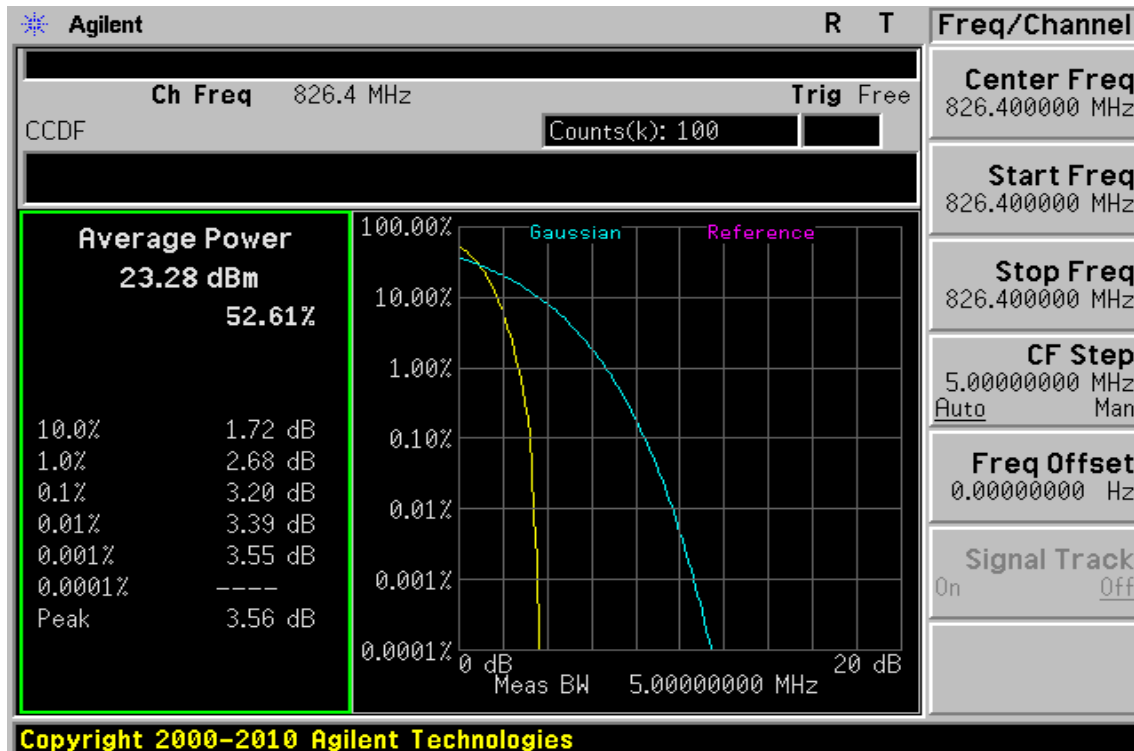 Agilent R T
Freq/Channel
Ch Freq 826.4 MHz Trig Free
CCDF Counts(k): 100
Average Power
23.28 dBm
52.61%
10.0% 1.72 dB
1.0% 2.68 dB
0.1% 3.20 dB
0.01% 3.39 dB
0.001% 3.55 dB
0.0001% ----
Peak 3.56 dB
Gaussian Reference
100.00%
10.00%
1.00%
0.10%
0.01%
0.001%
0.0001%
0 dB 20 dB
Meas BW 5.00000000 MHz
Center Freq
826.400000 MHz
Start Freq
826.400000 MHz
Stop Freq
826.400000 MHz
CF Step
5.00000000 MHz
Auto Man
Freq Offset
0.00000000 Hz
Signal Track
On Off
Copyright 2000-2010 Agilent Technologies